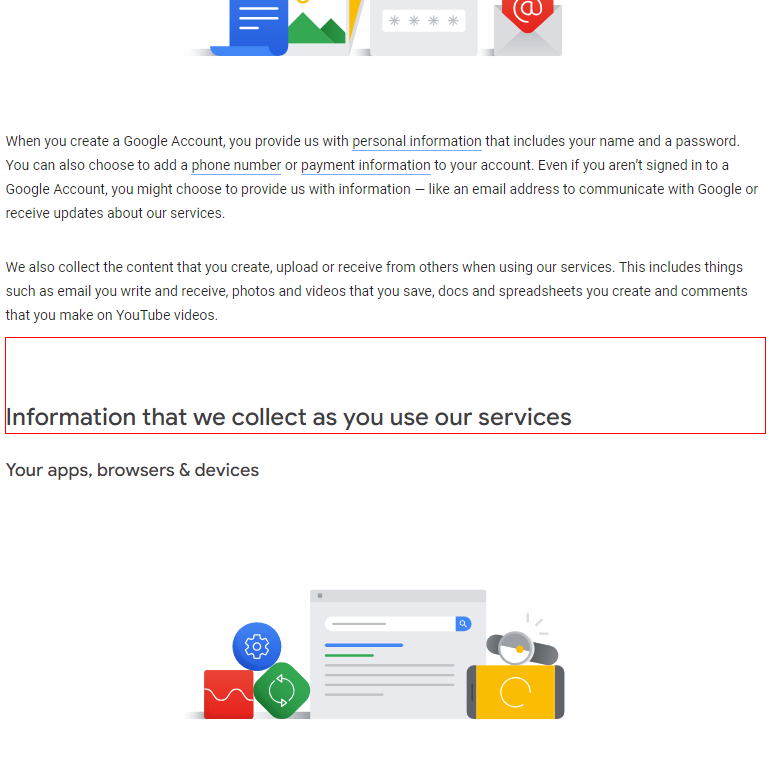 @
****
When you create a Google Account, you provide us with personal information that includes your name and a password.
You can also choose to add a phone number or payment information to your account. Even if you aren’t signed in to a
Google Account, you might choose to provide us with information — like an email address to communicate with Google or
receive updates about our services.
We also collect the content that you create, upload or receive from others when using our services. This includes things
such as email you write and receive, photos and videos that you save, docs and spreadsheets you create and comments
that you make on YouTube videos.
Information that we collect as you use our services
Your apps, browsers & devices